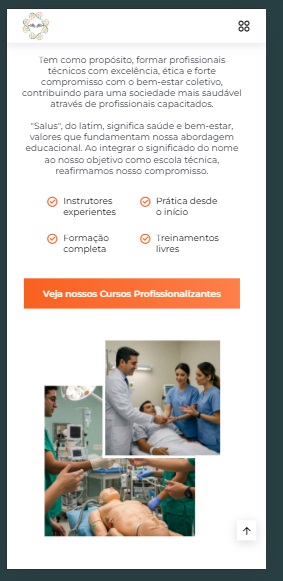 Tem como propósito, formar profissionais
técnicos com excelência, ética e forte
compromisso com o bem-estar coletivo,
contribuindo para uma sociedade mais saudável
através de profissionais capacitados.
"Salus", do latim, significa saúde e bem-estar,
valores que fundamentam nossa abordagem
educacional. Ao integrar o significado do nome
ao nosso objetivo como escola técnica,
reafirmamos nosso compromisso.
Instrutores
experientes
Prática desde
o início
Formação
completa
Treinamentos
livres
Veja nossos Cursos Profissionalizantes